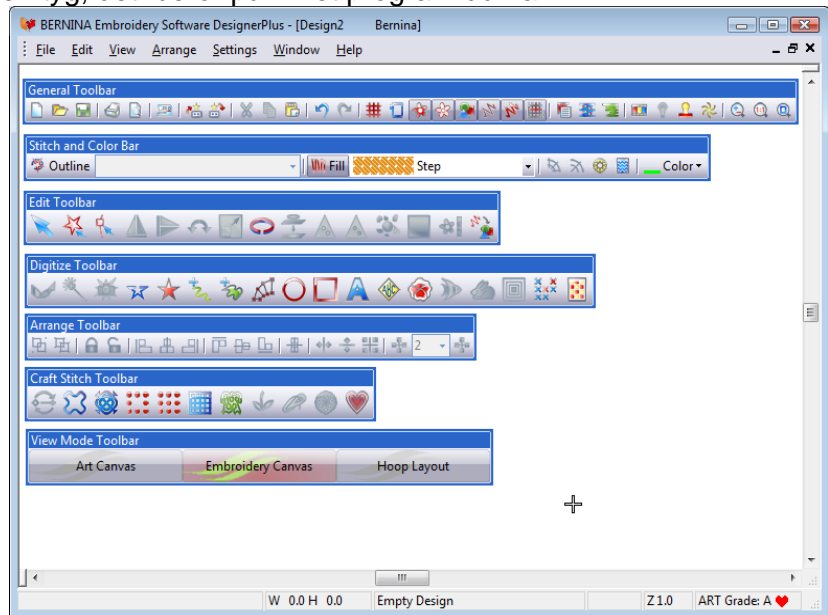 BERNINA Embroidery Software DesignerPlus - [Design2 Bernina]
File Edit View Arrange Settings Window Help
General Toolbar
Stitch and Color Bar
Outline Fill Step Color
Edit Toolbar
Digitize Toolbar
Arrange Toolbar
2
Craft Stitch Toolbar
View Mode Toolbar
Art Canvas Embroidery Canvas Hoop Layout
W 0.0 H 0.0 Empty Design Z 1.0 ART Grade: A